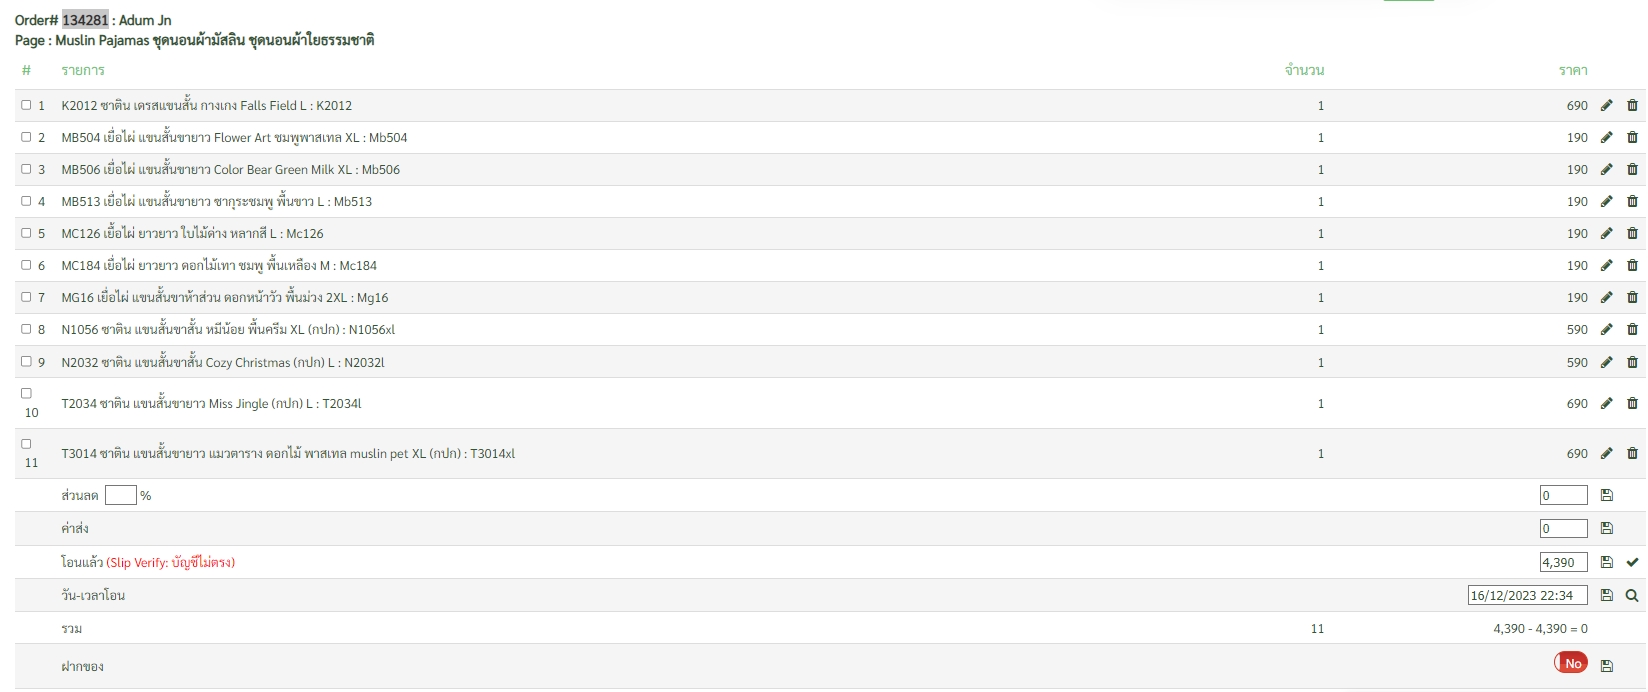 Order# 134281 : Adum Jn
Page : Muslin Pajamas ชุดนอนผ้ามัสลิน ชุดนอนผ้าใยธรรมชาติ
# รายการ จำนวน ราคา
1 K2012 ซาติน เดรสแขนสั้น กางเกง Falls Field L : K2012 1 690
2 MB504 เยื่อไผ่ แขนสั้นขายาว Flower Art ชมพูพาสเทล XL : Mb504 1 190
3 MB506 เยื่อไผ่ แขนสั้นขายาว Color Bear Green Milk XL : Mb506 1 190
4 MB513 เยื่อไผ่ แขนสั้นขายาว ซากุระชมพู พื้นขาว L : Mb513 1 190
5 MC126 เยื้อไผ่ ยาวยาว ใบไม้ด่าง หลากสี L : Mc126 1 190
6 MC184 เยื่อไผ่ ยาวยาว ดอกไม้เทา ชมพู พื้นเหลือง M : Mc184 1 190
7 MG16 เยื่อไผ่ แขนสั้นขาห้าส่วน ดอกหน้าวัว พื้นม่วง 2XL : Mg16 1 190
8 N1056 ซาติน แขนสั้นขาสั้น หมีน้อย พื้นครีม XL (กปก) : N1056xl 1 590
9 N2032 ซาติน แขนสั้นขาสั้น Cozy Christmas (กปก) L : N2032l 1 590
10 T2034 ซาติน แขนสั้นขายาว Miss Jingle (กปก) L : T2034l 1 690
11 T3014 ซาติน แขนสั้นขายาว แมวตาราง ดอกไม้ พาสเทล muslin pet XL (กปก) : T3014xl 1 690
ส่วนลด % 0
ค่าส่ง 0
โอนแล้ว (Slip Verify: บัญชีไม่ตรง) 4,390
วัน-เวลาโอน 16/12/2023 22:34
รวม 11 4,390 - 4,390 = 0
ฝากของ No